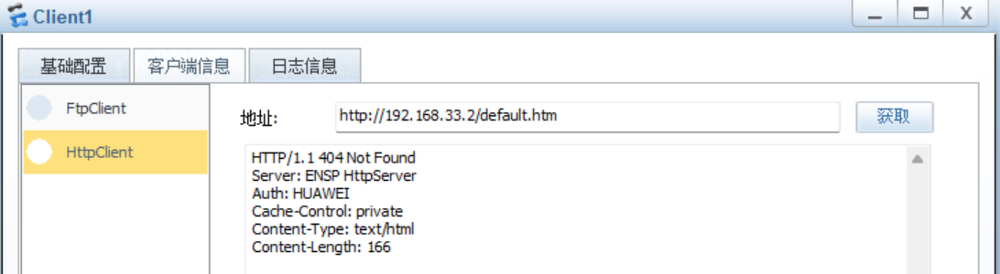 Client1
基础配置 客户端信息 日志信息
FtpClient
HttpClient
地址: http://192.168.33.2/default.htm 获取
HTTP/1.1 404 Not Found
Server: ENSP HttpServer
Auth: HUAWEI
Cache-Control: private
Content-Type: text/html
Content-Length: 166